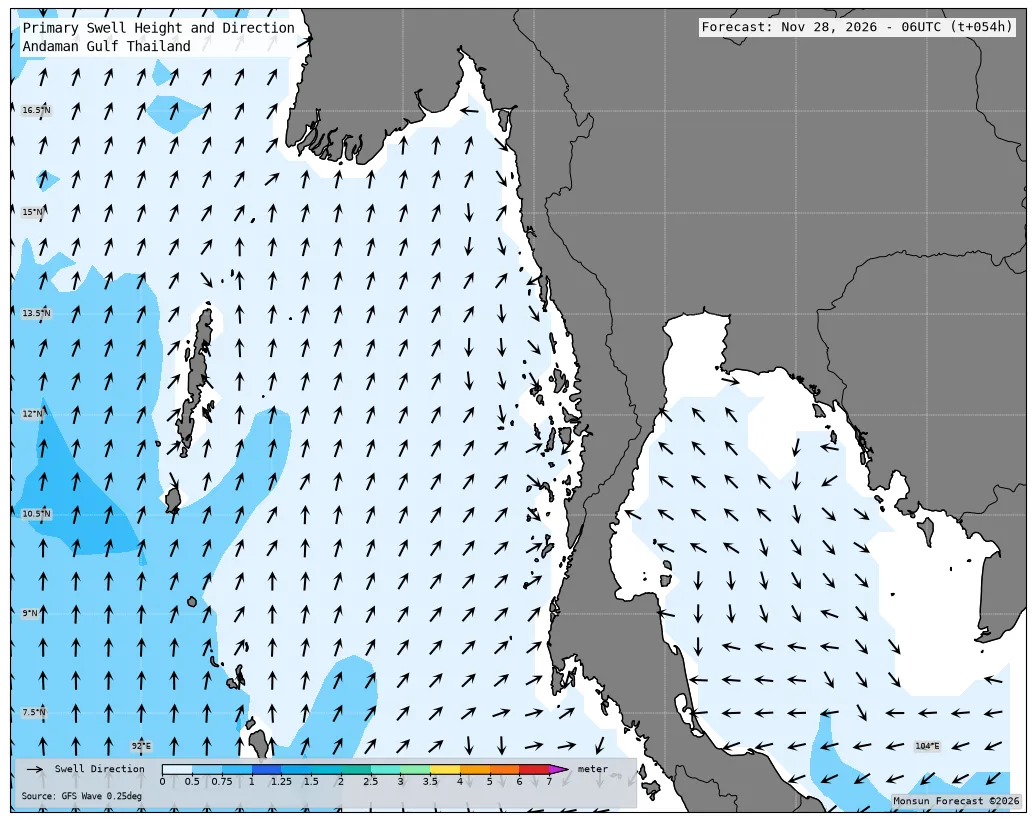 Primary Swell Height and Direction
Andaman Gulf Thailand
Forecast: Nov 28, 2026 - 06UTC (t+054h)
16.5°N
15°N
13.5°N
12°N
10.5°N
9°N
7.5°N
92°E
104°E
Swell Direction
0 0.5 0.75 1 1.25 1.5 2 2.5 3 3.5 4 5 6 7
meter
Source: GFS Wave 0.25deg
Monsun Forecast ©2026